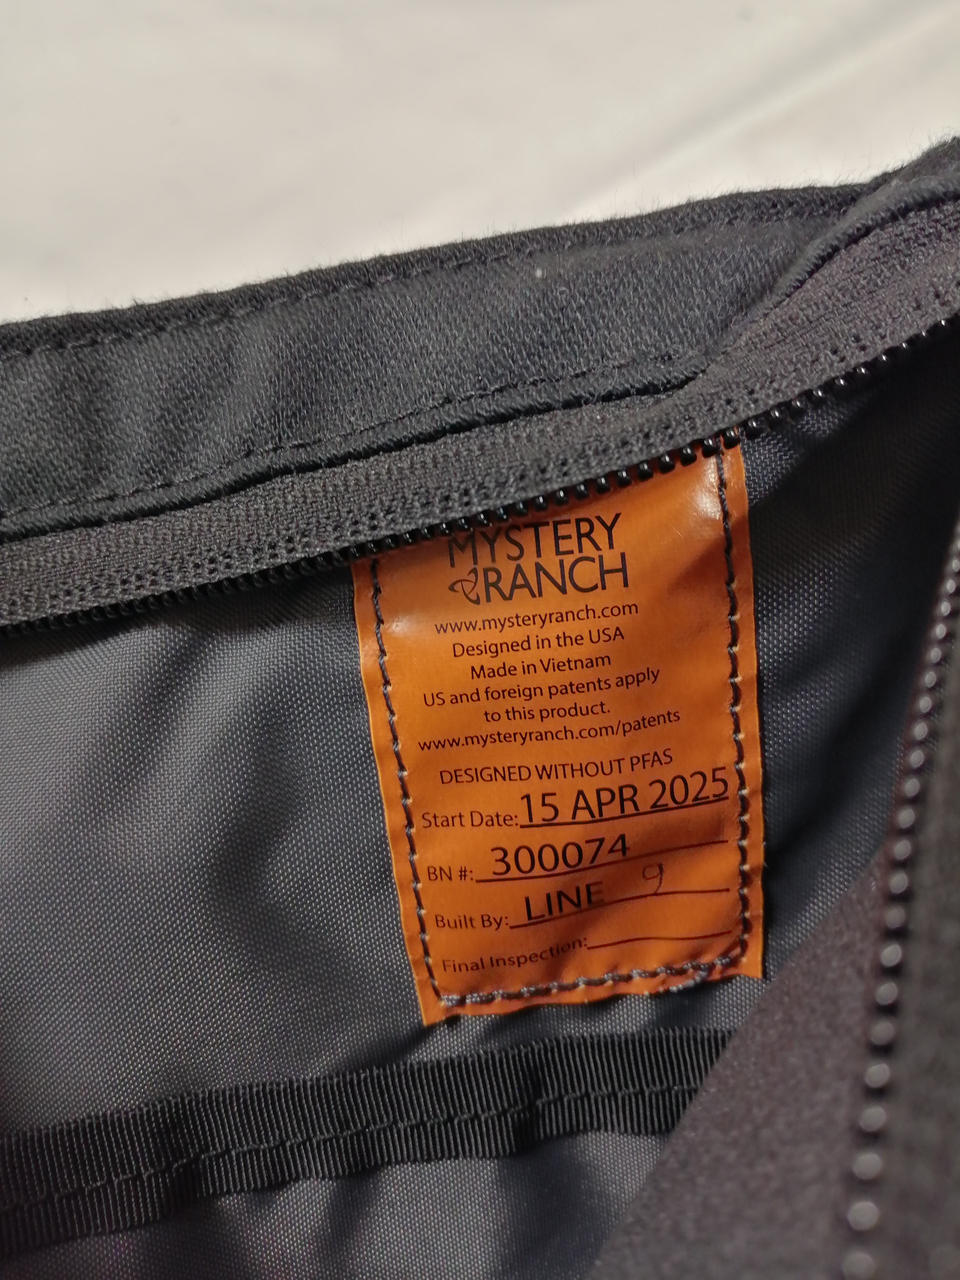 MYSTERY
RANCH
www.mysteryranch.com
Designed in the USA
Made in Vietnam
US and foreign patents apply
to this product.
www.mysteryranch.com/patents
DESIGNED WITHOUT PFAS
Start Date: 15 APR 2025
BN #: 300074
Built By: LINE 9
Final Inspection: